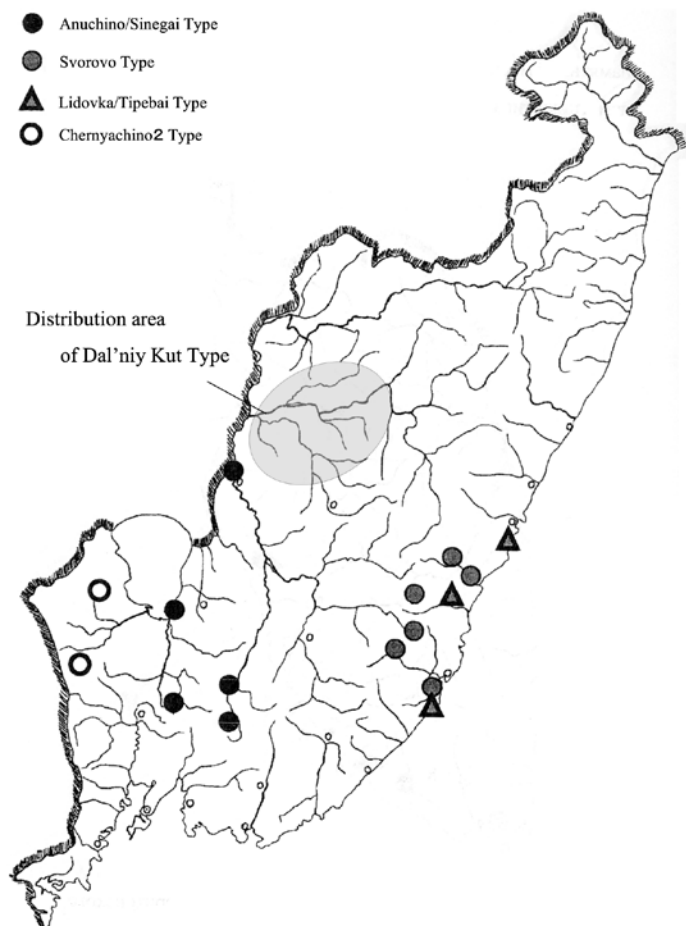 Anuchino/Sinegai Type
Svorovo Type
Lidovka/Tipebai Type
Chernyachino2 Type
Distribution area
of Dal'niy Kut Type